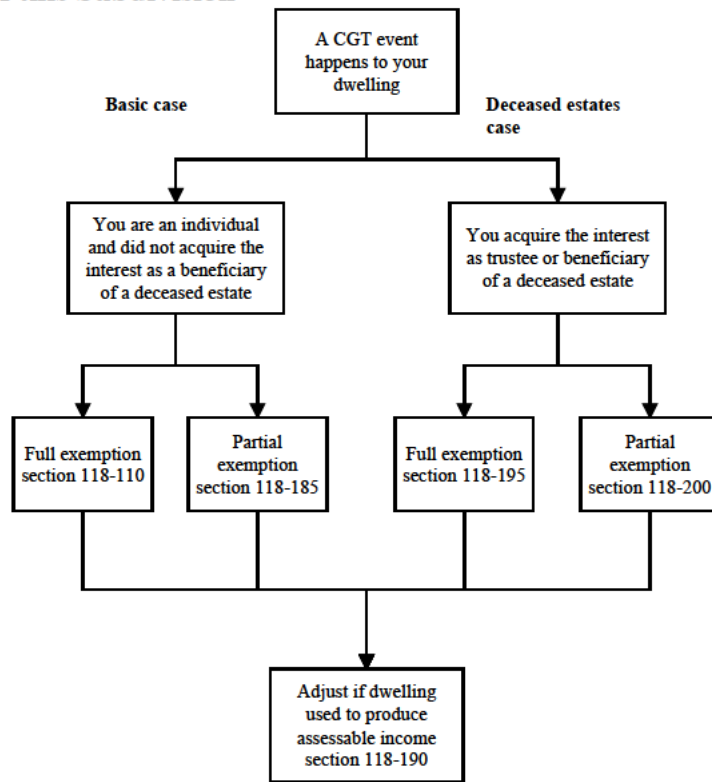 A CGT event
happens to your
dwelling
Basic case
Deceased estates
case
You are an individual
and did not acquire the
interest as a beneficiary
of a deceased estate
You acquire the interest
as trustee or beneficiary
of a deceased estate
Full exemption
section 118-110
Partial
exemption
section 118-185
Full exemption
section 118-195
Partial
exemption
section 118-200
Adjust if dwelling
used to produce
assessable income
section 118-190